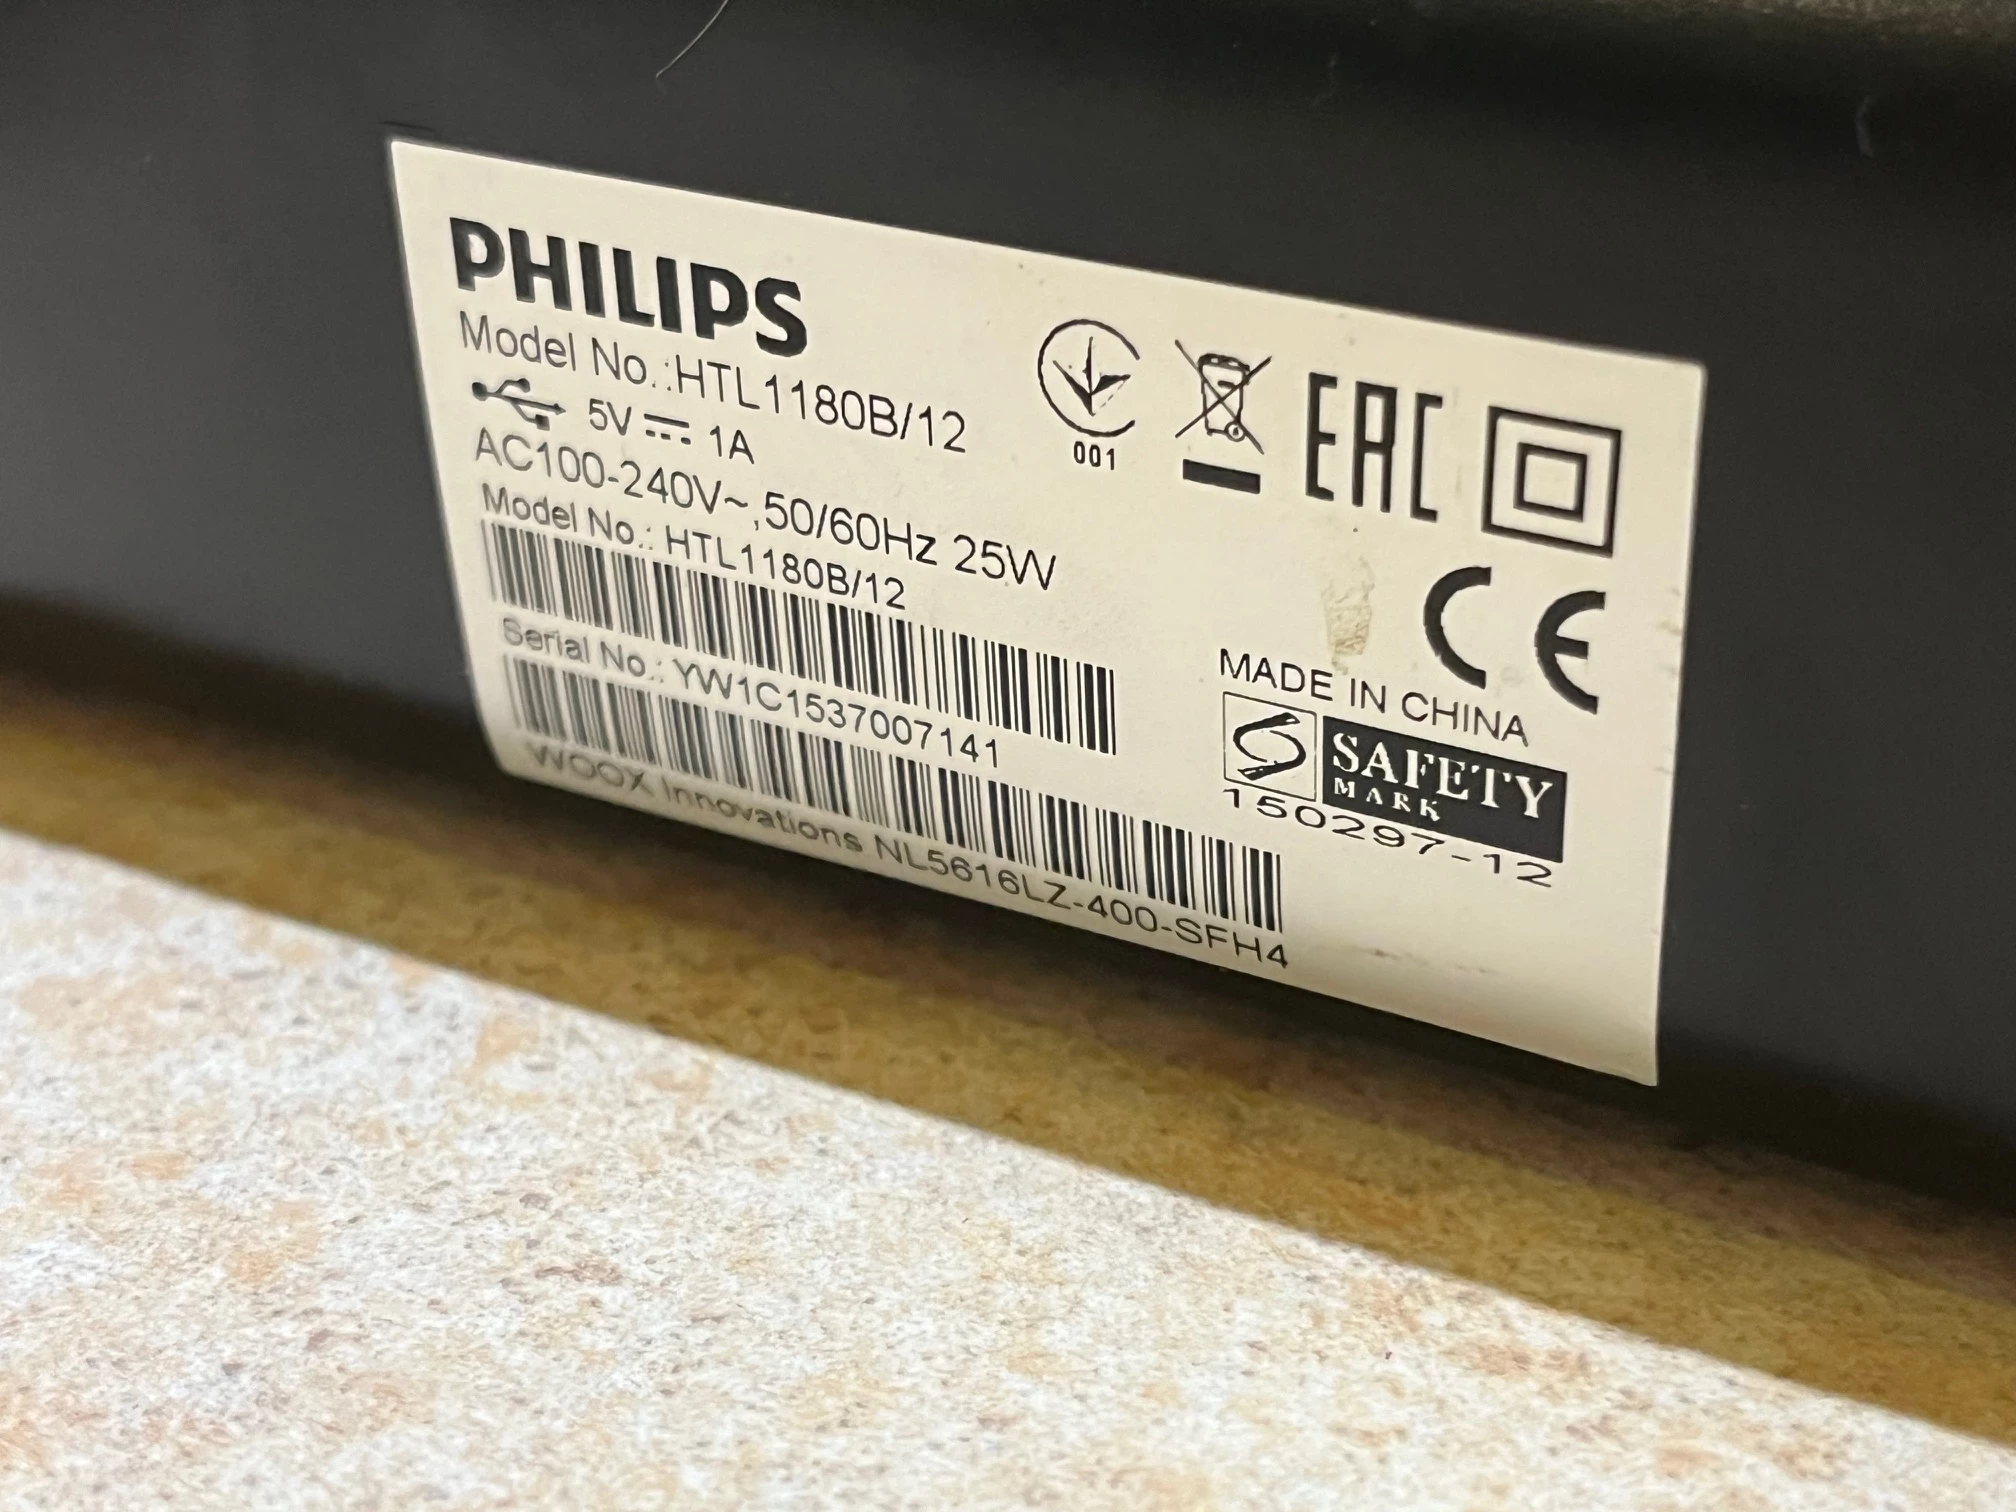 PHILIPS
Model No.:HTL1180B/12
5V 1A
AC100-240V~,50/60Hz 25W
Model No.: HTL1180B/12
Serial No.: YW1C1537007141
WOOX Innovations NL5616LZ-400-SFH4
001
EAC
CE
MADE IN CHINA
S
SAFETY
MARK
150297-12